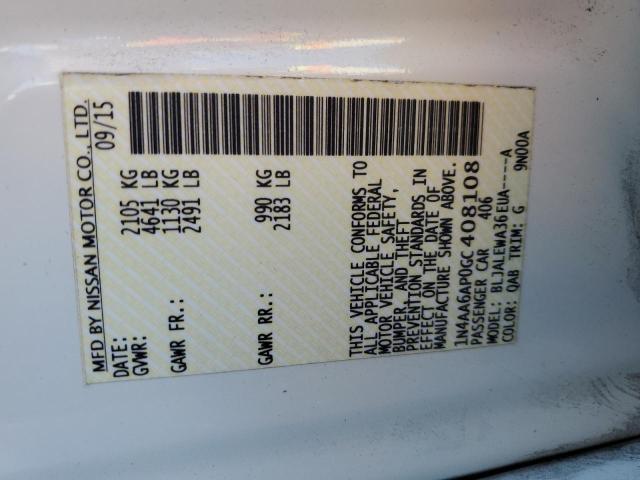 MFD BY NISSAN MOTOR CO., LTD.
DATE: 09/15
GVWR: 2105 KG
4641 LB
GAWR FR.: 1130 KG
2491 LB
GAWR RR.: 990 KG
2183 LB
THIS VEHICLE CONFORMS TO
ALL APPLICABLE FEDERAL
MOTOR VEHICLE SAFETY,
BUMPER, AND THEFT
PREVENTION STANDARDS IN
EFFECT ON THE DATE OF
MANUFACTURE SHOWN ABOVE.
1N4AA6AP0GC408108
PASSENGER CAR 406
MODEL: BLJALEWA36EUA----A
COLOR: QAB TRIM: G 9N00A